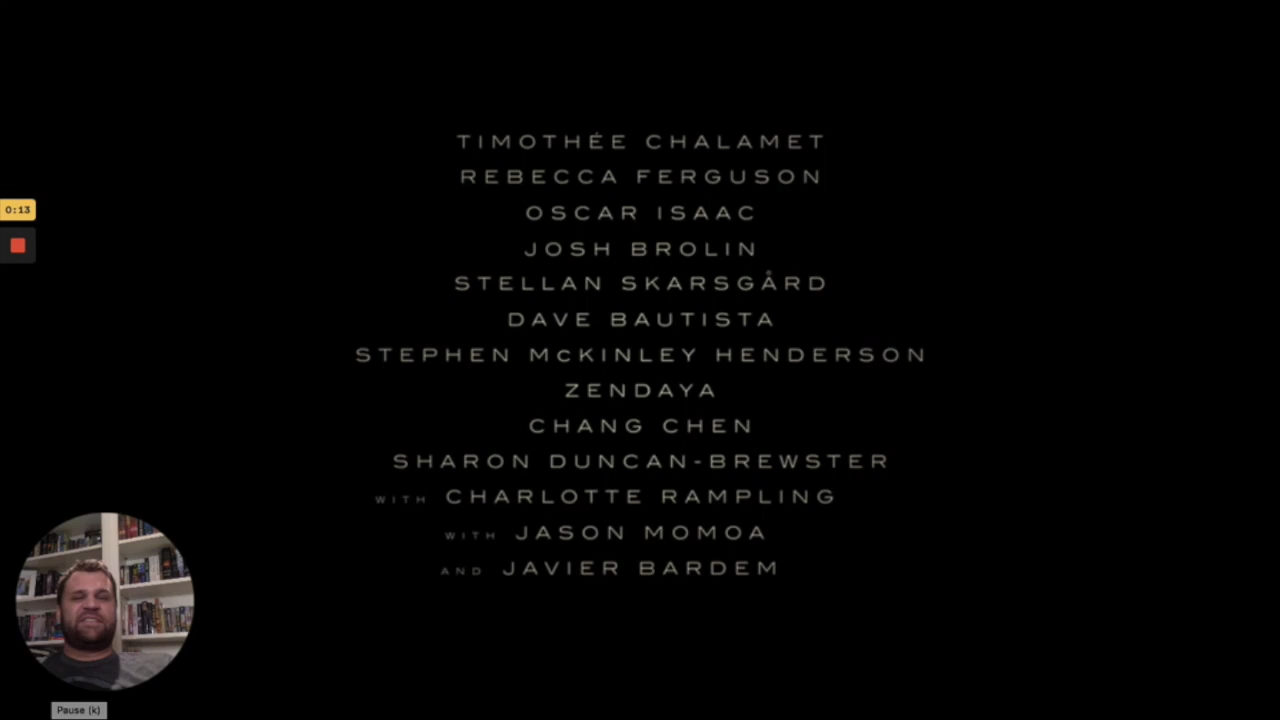 TIMOTHÉE CHALAMET
REBECCA FERGUSON
OSCAR ISAAC
JOSH BROLIN
STELLAN SKARSGÅRD
DAVE BAUTISTA
STEPHEN McKINLEY HENDERSON
ZENDAYA
CHANG CHEN
SHARON DUNCAN-BREWSTER
WITH CHARLOTTE RAMPLING
WITH JASON MOMOA
AND JAVIER BARDEM
0:13
Pause (k)